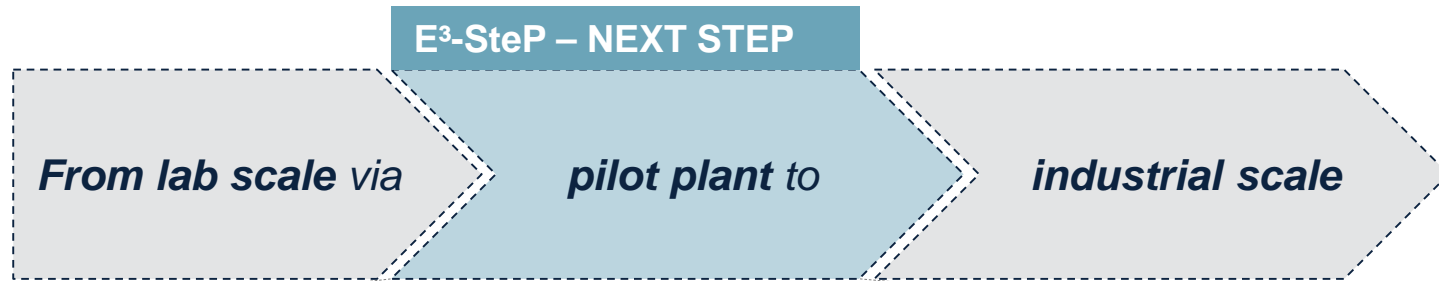 E³-SteP – NEXT STEP
From lab scale via
pilot plant to
industrial scale